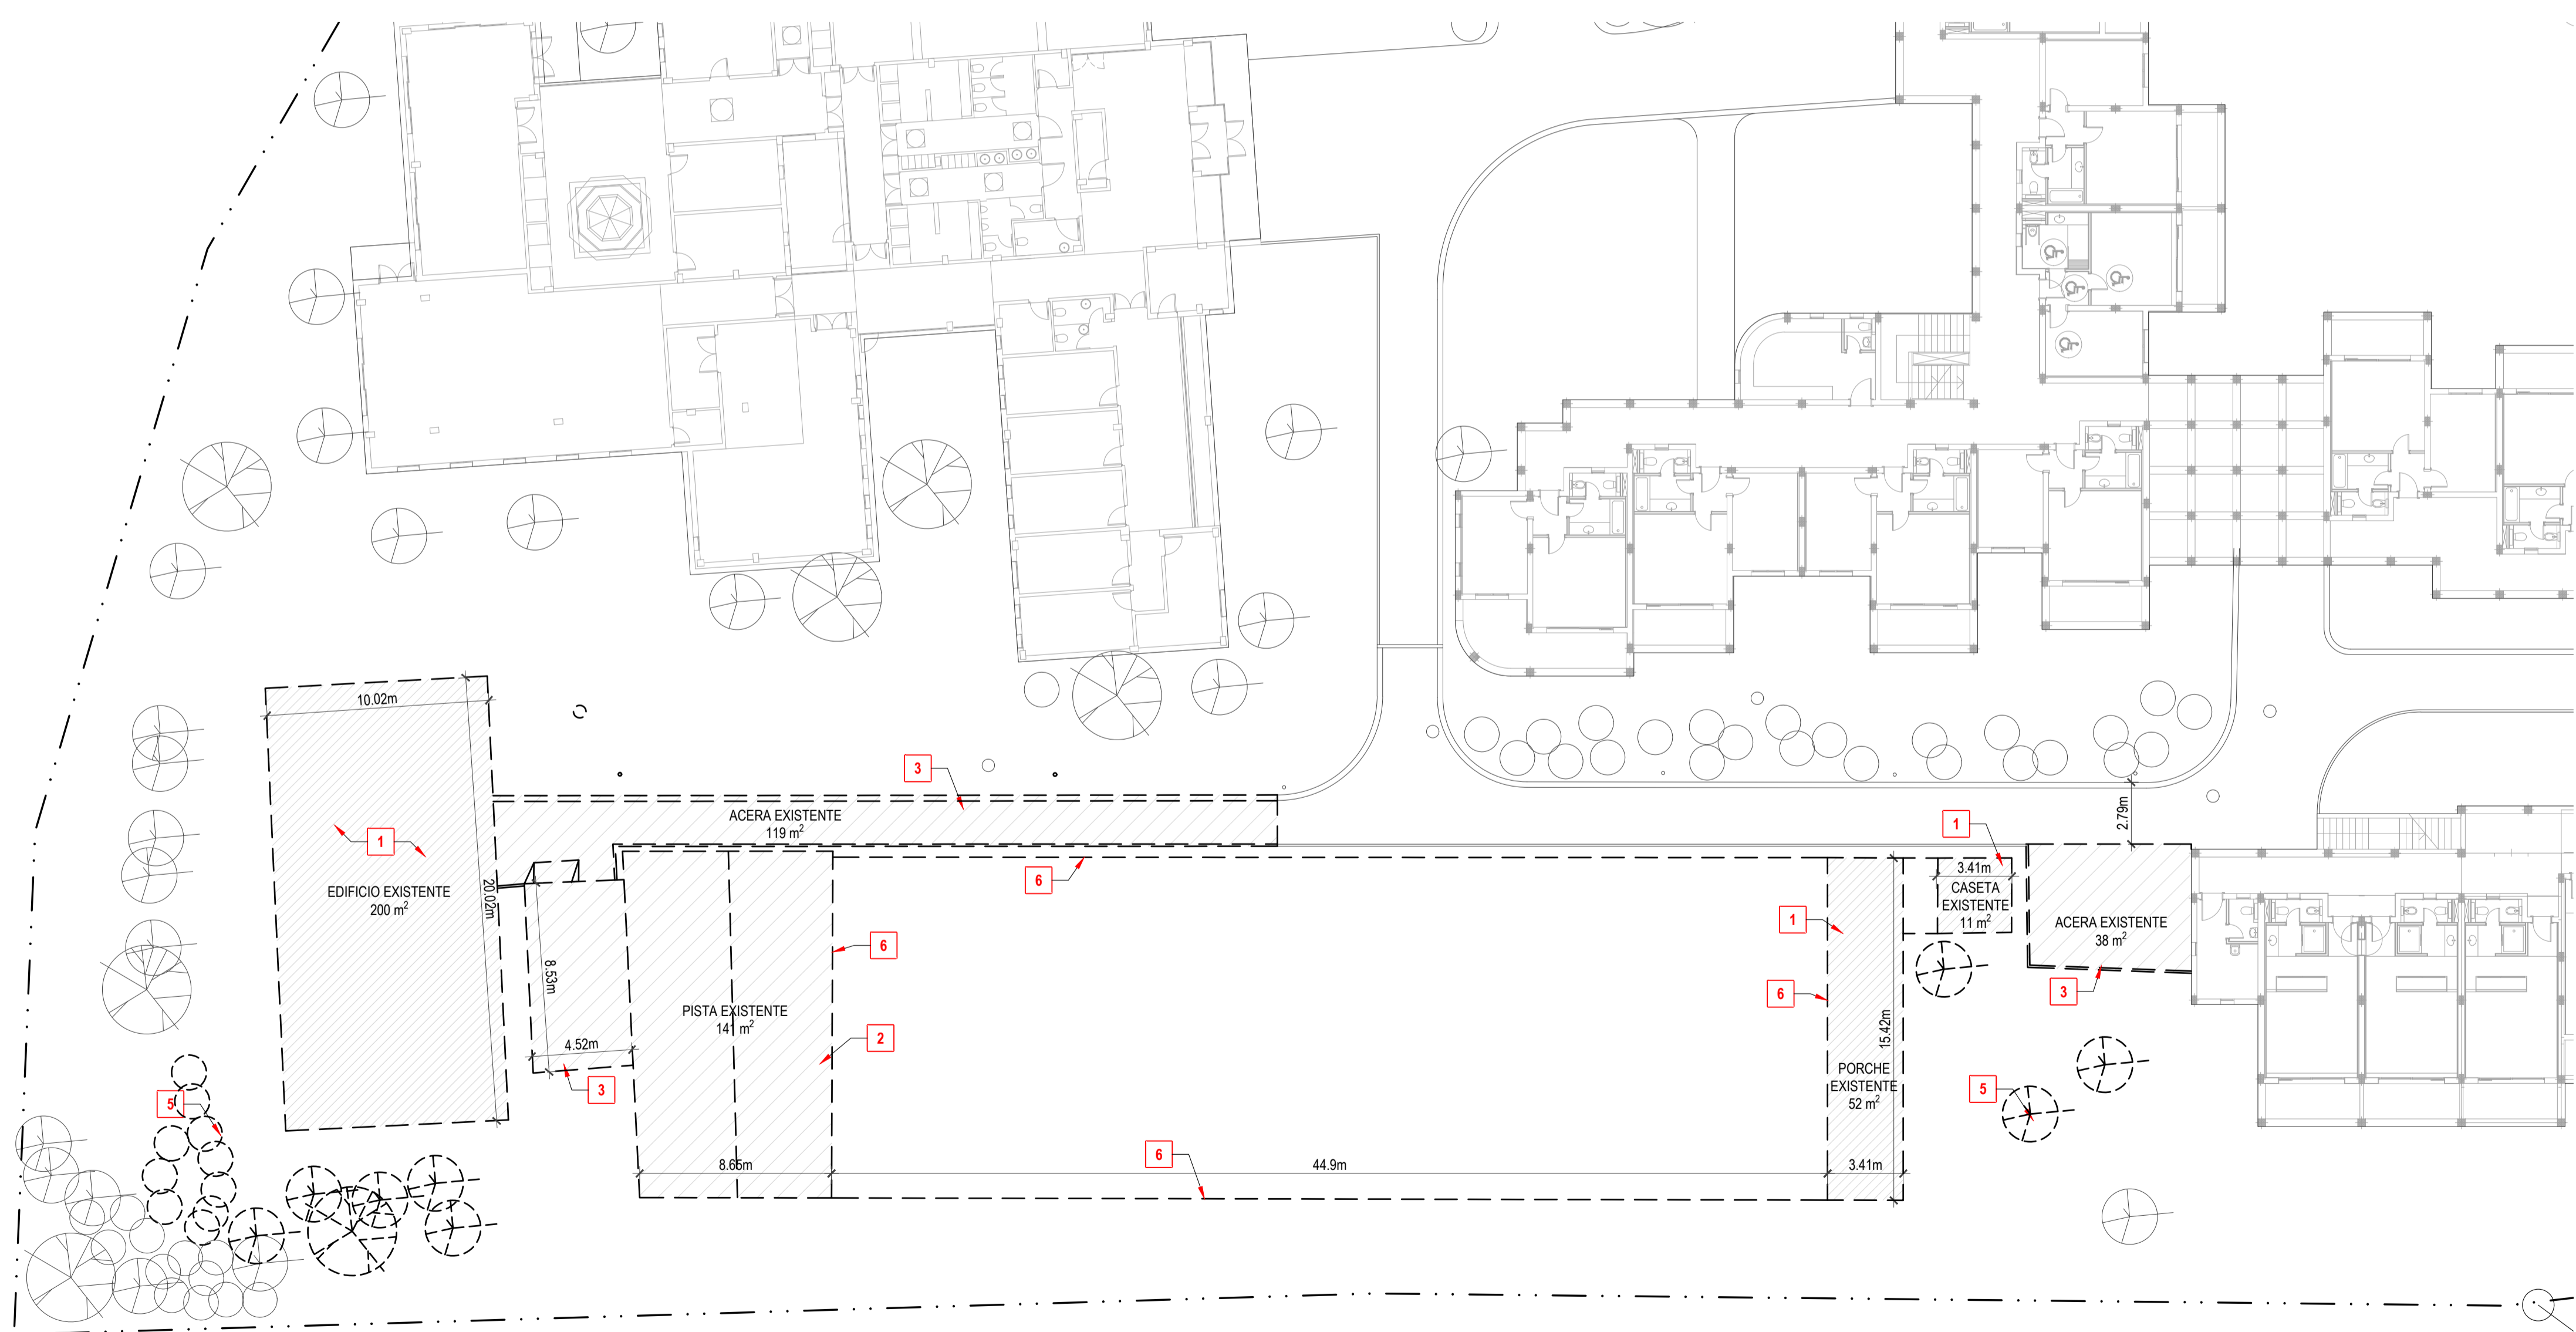 10.02m
3
2.79m
ACERA EXISTENTE
119 m²
1
1
EDIFICIO EXISTENTE
200 m²
20.02m
6
3.41m
CASETA
EXISTENTE
11 m²
1
ACERA EXISTENTE
38 m²
6
8.53m
6
3
PISTA EXISTENTE
141 m²
2
15.42m
4.52m
3
PORCHE
EXISTENTE
52 m²
5
5
6
8.65m
44.9m
3.41m